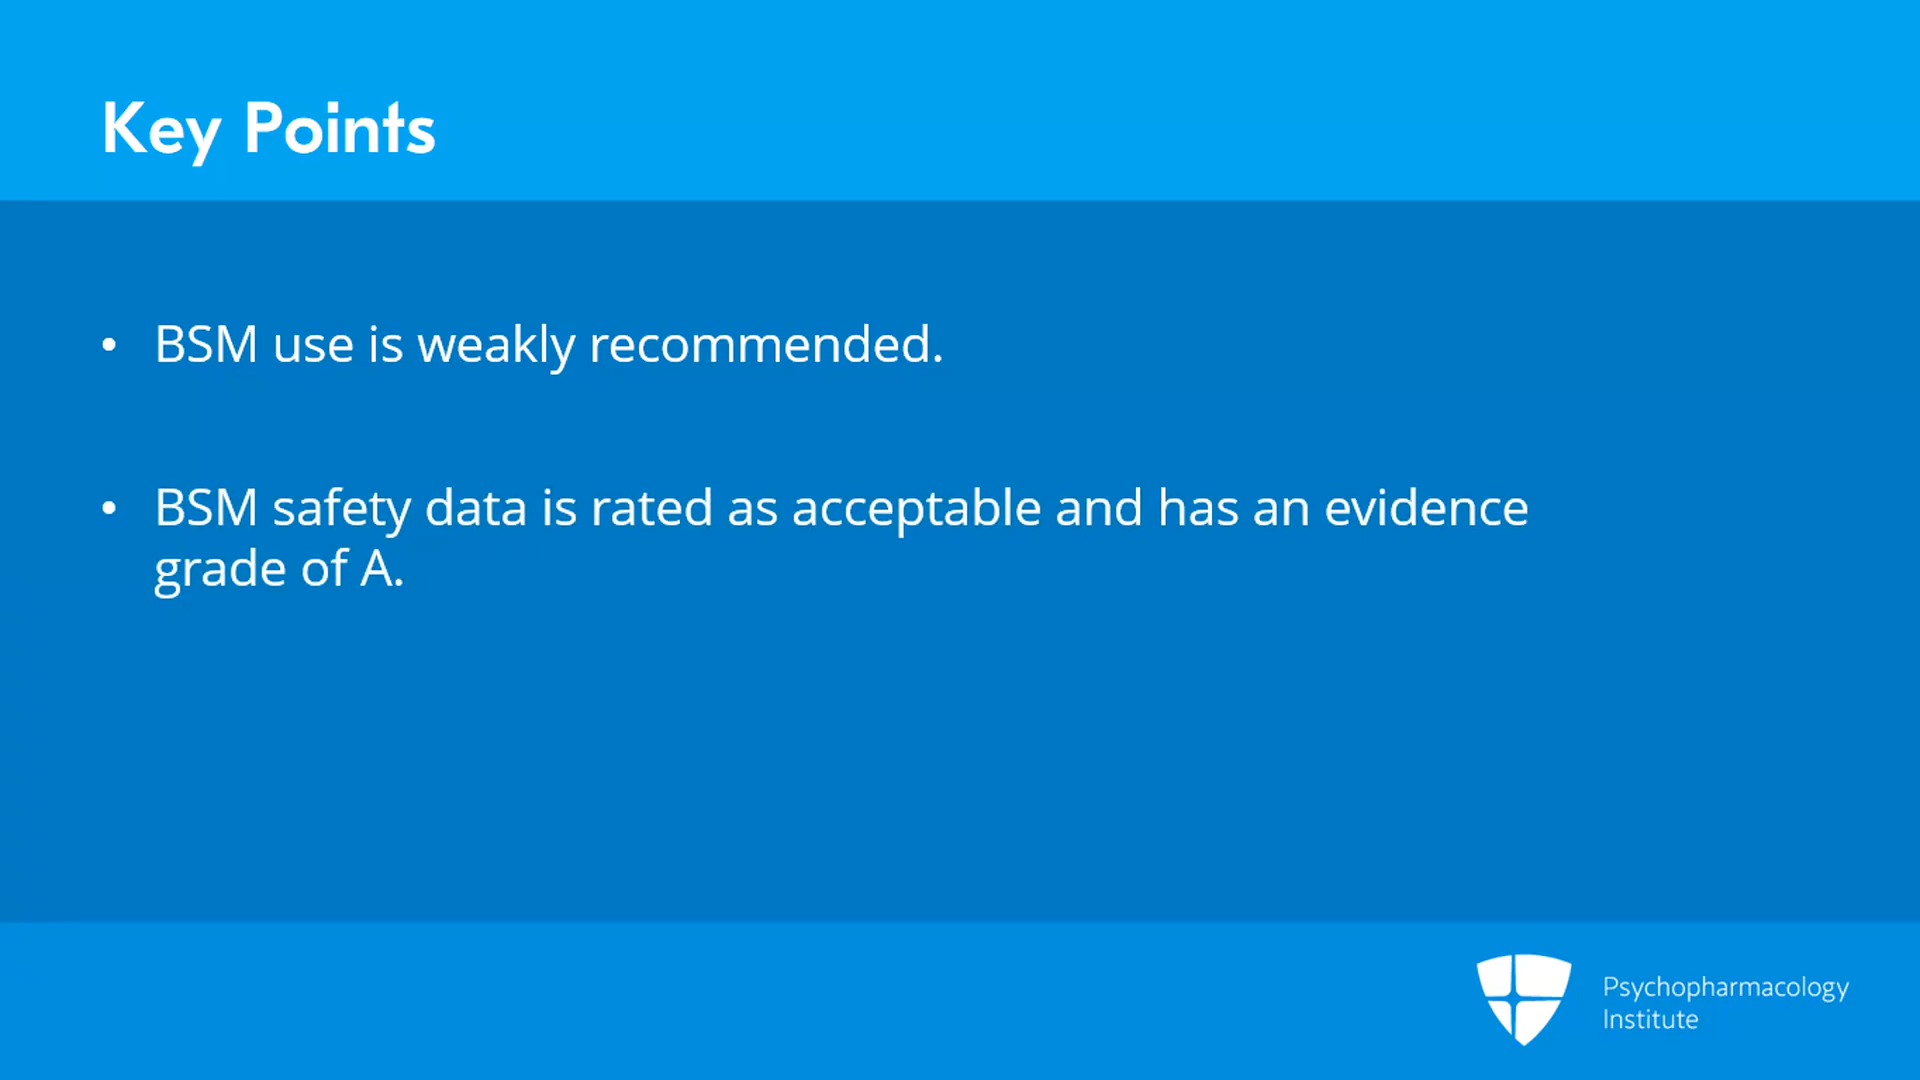 Key Points
• BSM use is weakly recommended.
• BSM safety data is rated as acceptable and has an evidence
grade of A.
Psychopharmacology
Institute